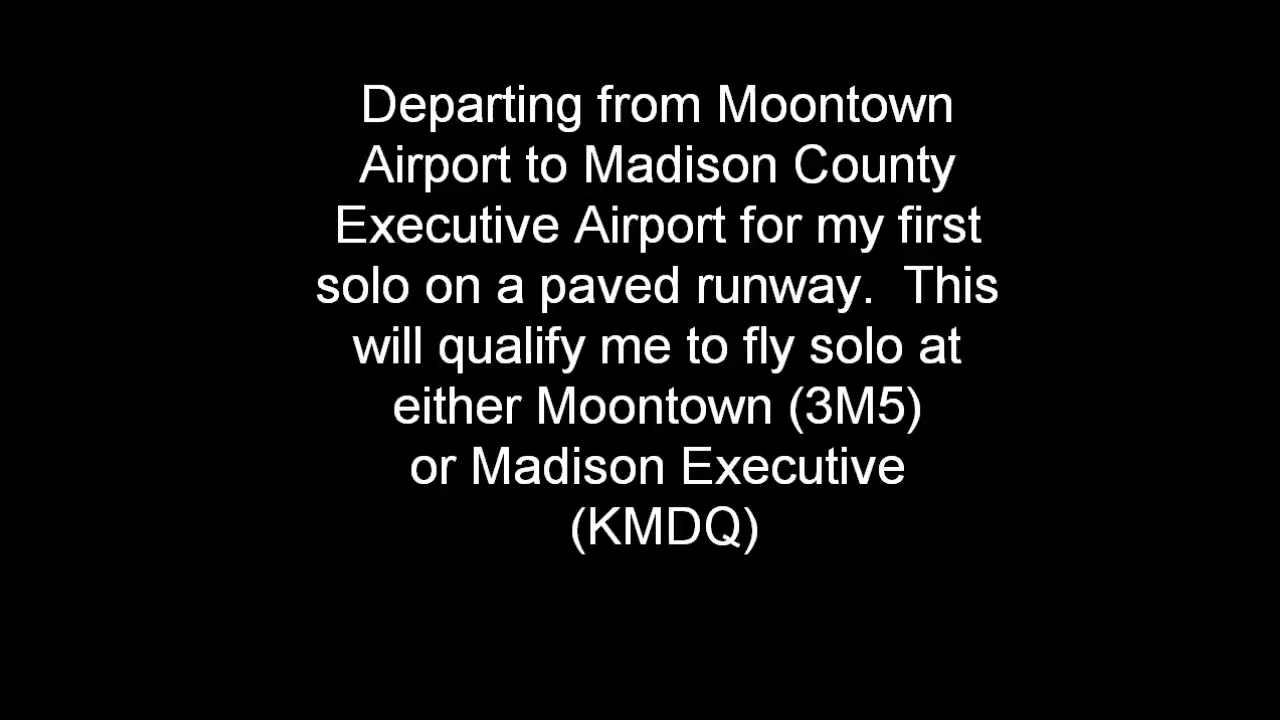 Departing from Moontown
Airport to Madison County
Executive Airport for my first
solo on a paved runway.  This
will qualify me to fly solo at
either Moontown (3M5)
or Madison Executive
(KMDQ)